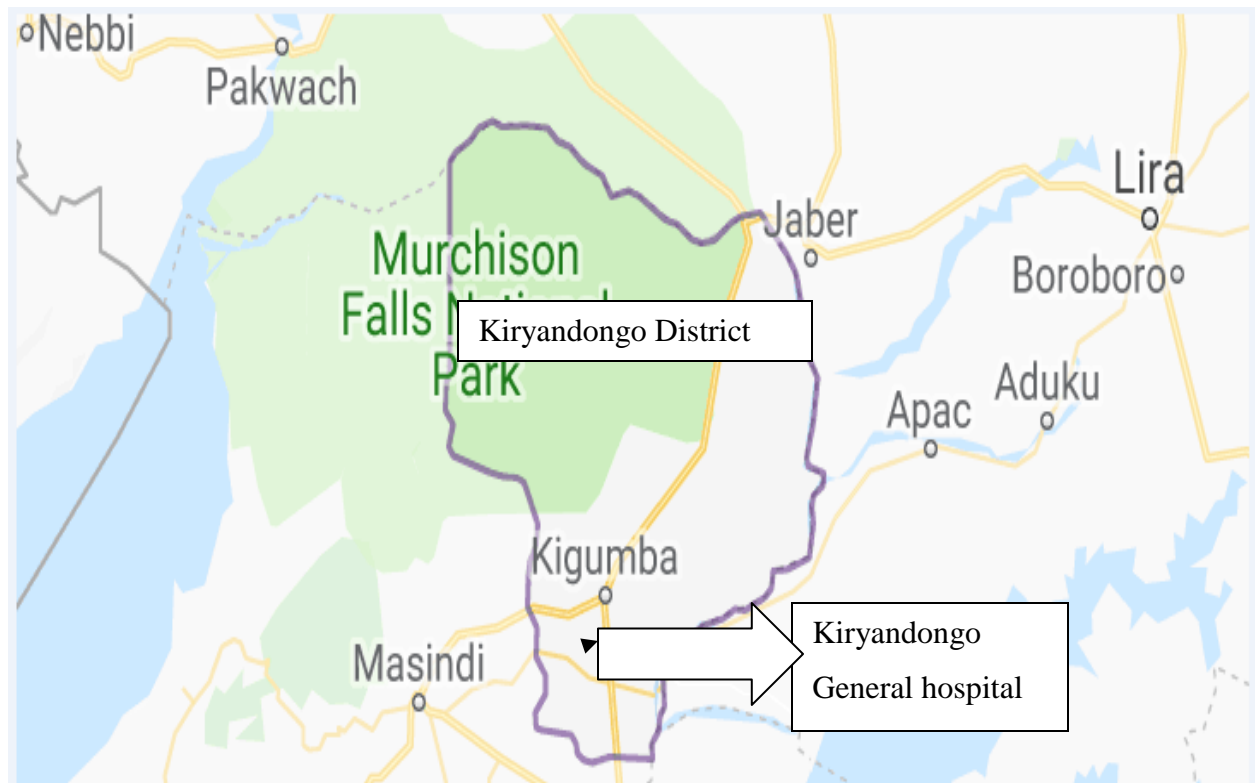 Nebbi
Pakwach
Lira
Jaber
Boroboro
Murchison
Falls
Park
Kiryandongo District
Aduku
Apac
Kigumba
Kiryandongo
General hospital
Masindi